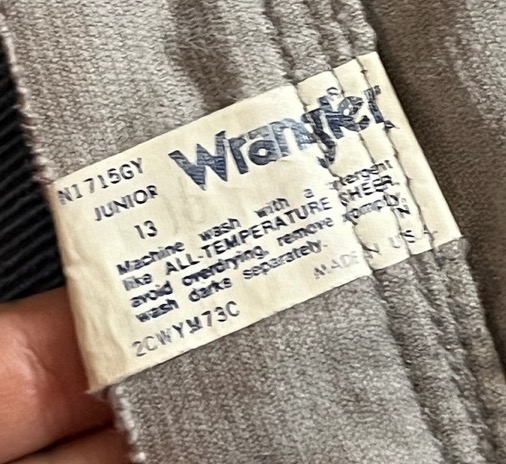 Wrangler
N1715GY
JUNIOR
13
Machine wash with a detergent
like ALL-TEMPERATURE CHEER,
avoid overdrying, remove promptly,
wash darks separately.
MADE IN U.S.A.
2CWYM73C